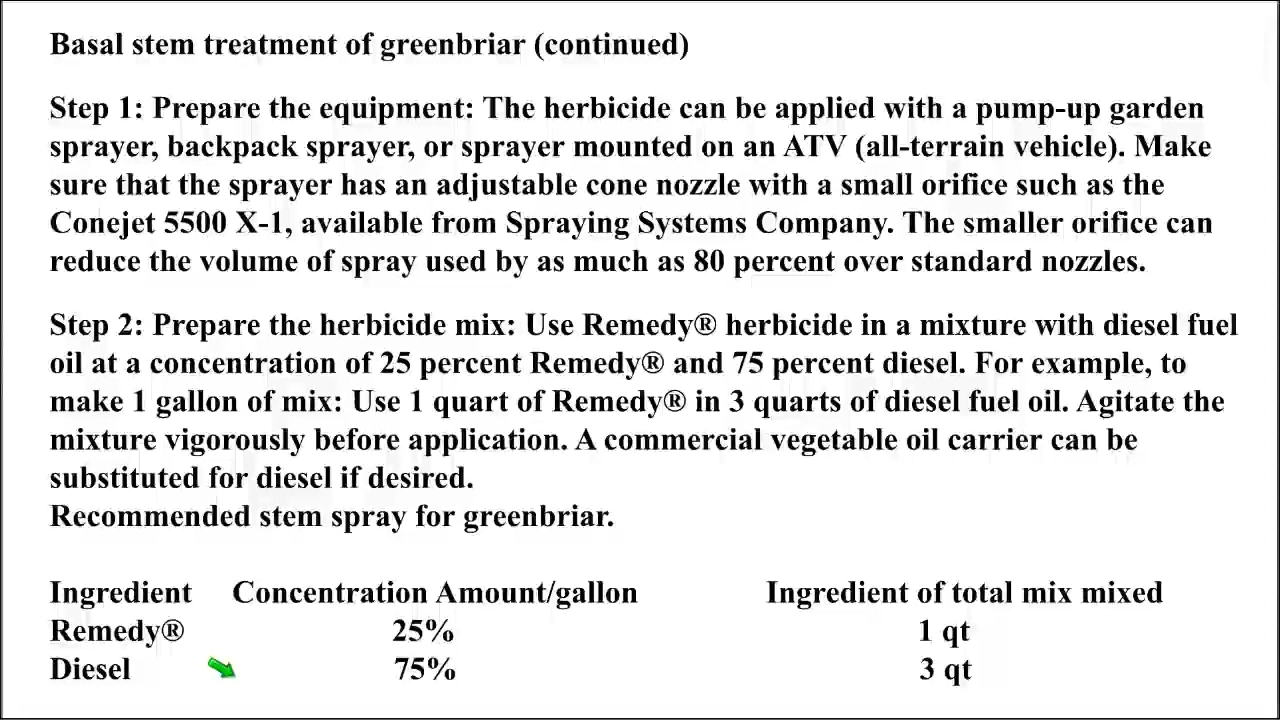 Basal stem treatment of greenbriar (continued)
Step 1: Prepare the equipment: The herbicide can be applied with a pump-up garden
sprayer, backpack sprayer, or sprayer mounted on an ATV (all-terrain vehicle). Make
sure that the sprayer has an adjustable cone nozzle with a small orifice such as the
Conejet 5500 X-1, available from Spraying Systems Company. The smaller orifice can
reduce the volume of spray used by as much as 80 percent over standard nozzles.
Step 2: Prepare the herbicide mix: Use Remedy® herbicide in a mixture with diesel fuel
oil at a concentration of 25 percent Remedy® and 75 percent diesel. For example, to
make 1 gallon of mix: Use 1 quart of Remedy® in 3 quarts of diesel fuel oil. Agitate the
mixture vigorously before application. A commercial vegetable oil carrier can be
substituted for diesel if desired.
Recommended stem spray for greenbriar.
Ingredient Concentration Amount/gallon Ingredient of total mix mixed
Remedy® 25% 1 qt
Diesel 75% 3 qt